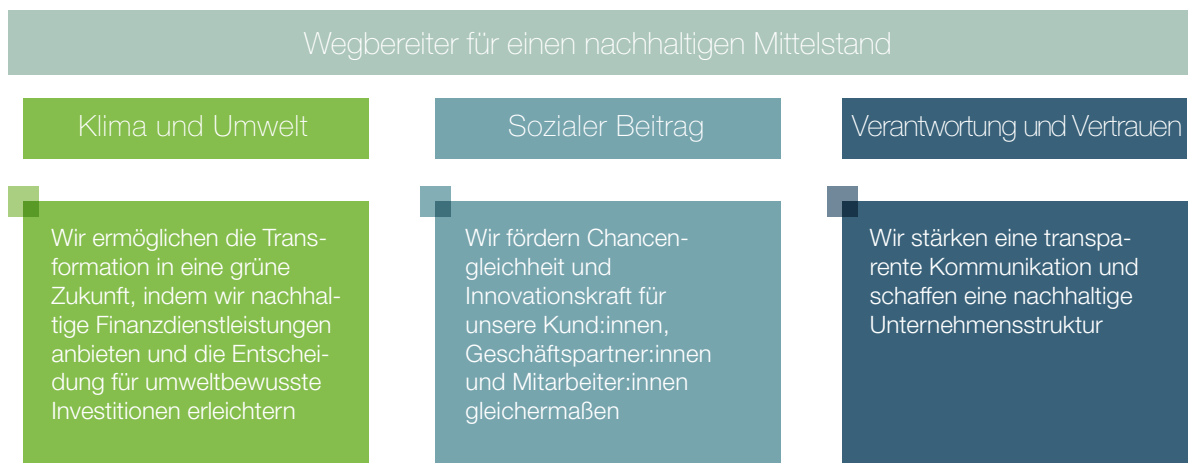 Wegbereiter für einen nachhaltigen Mittelstand
Klima und Umwelt
Wir ermöglichen die Trans-
formation in eine grüne
Zukunft, indem wir nachhal-
tige Finanzdienstleistungen
anbieten und die Entschei-
dung für umweltbewusste
Investitionen erleichtern
Sozialer Beitrag
Wir fördern Chancen-
gleichheit und
Innovationskraft für
unsere Kund:innen,
Geschäftspartner:innen
und Mitarbeiter:innen
gleichermaßen
Verantwortung und Vertrauen
Wir stärken eine transpa-
rente Kommunikation und
schaffen eine nachhaltige
Unternehmensstruktur